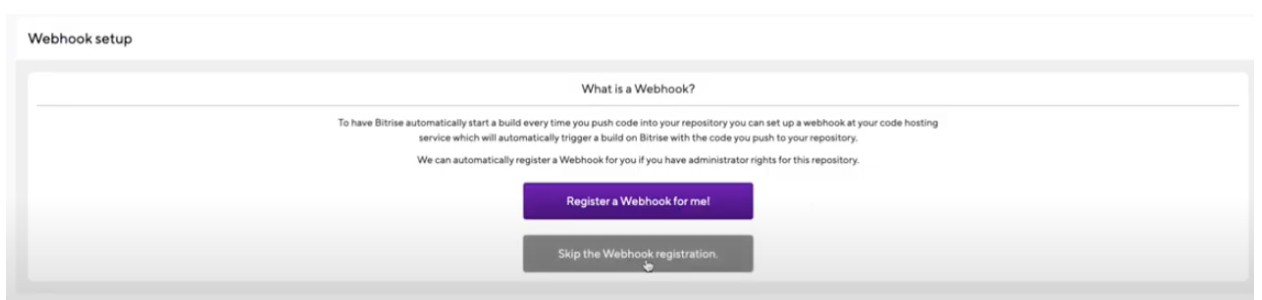 Webhook setup
What is a Webhook?
To have Bitrise automatically start a build every time you push code into your repository you can set up a webhook at your code hosting
service which will automatically trigger a build on Bitrise with the code you push to your repository.
We can automatically register a Webhook for you if you have administrator rights for this repository.
Register a Webhook for me!
Skip the Webhook registration.